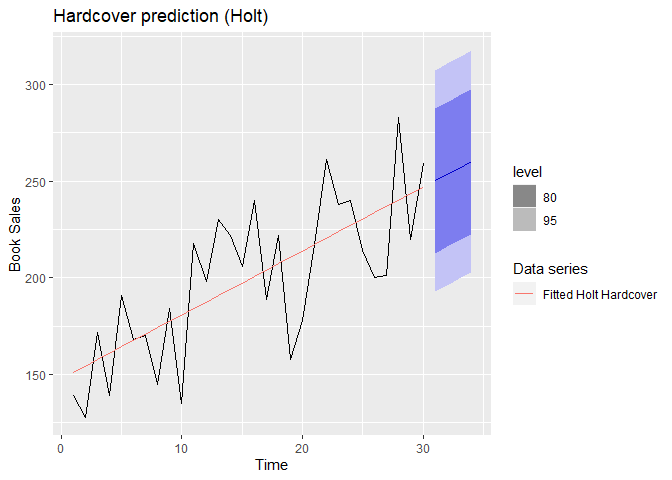 Hardcover prediction (Holt)
Book Sales
300
250
200
150
0
10
20
30
Time
level
80
95
Data series
Fitted Holt Hardcover